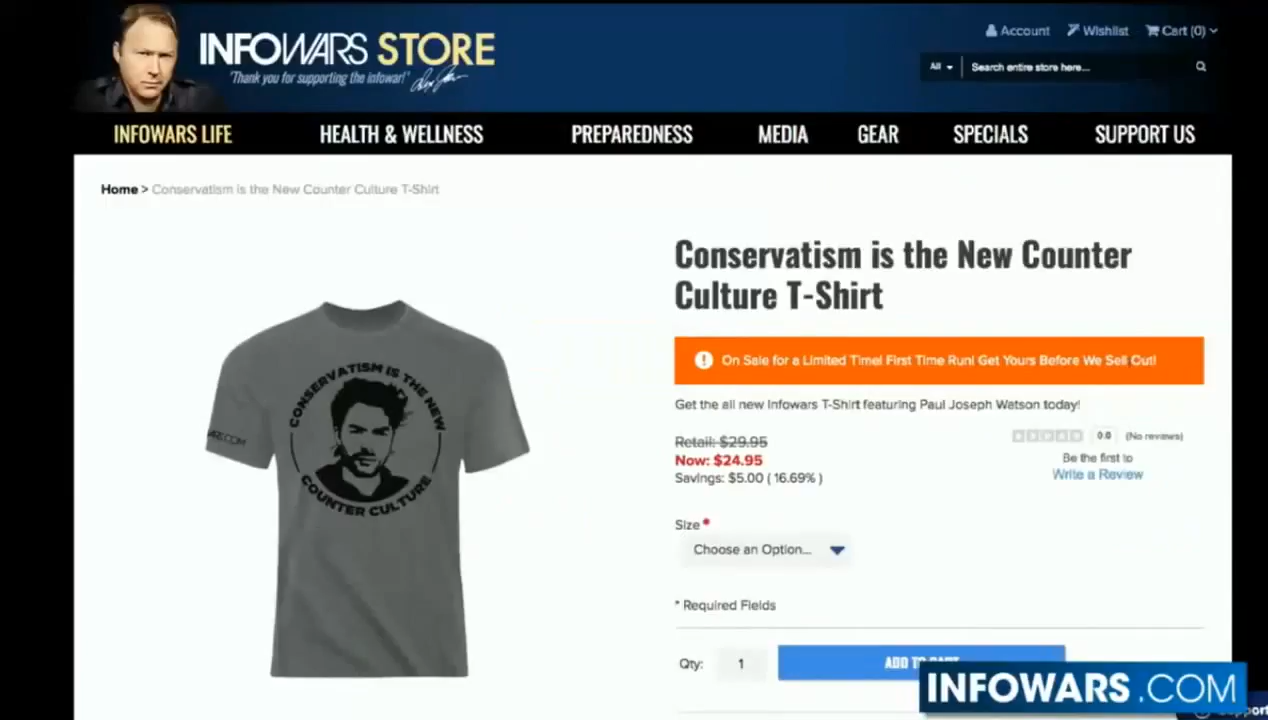 INFOWARS STORE
"Thank you for supporting the infowar!"
Account
Wishlist
Cart (0)
All
Search entire store here...
INFOWARS LIFE
HEALTH & WELLNESS
PREPAREDNESS
MEDIA
GEAR
SPECIALS
SUPPORT US
Home > Conservatism is the New Counter Culture T-Shirt
Conservatism is the New Counter
Culture T-Shirt
! On Sale for a Limited Time! First Time Run! Get Yours Before We Sell Out!
Get the all new Infowars T-Shirt featuring Paul Joseph Watson today!
Retail: $29.95
Now: $24.95
Savings: $5.00 ( 16.69% )
0.0 (No reviews)
Be the first to
Write a Review
CONSERVATISM IS THE NEW
COUNTER CULTURE
Size *
Choose an Option...
* Required Fields
Qty: 1
ADD TO CART
INFOWARS.COM